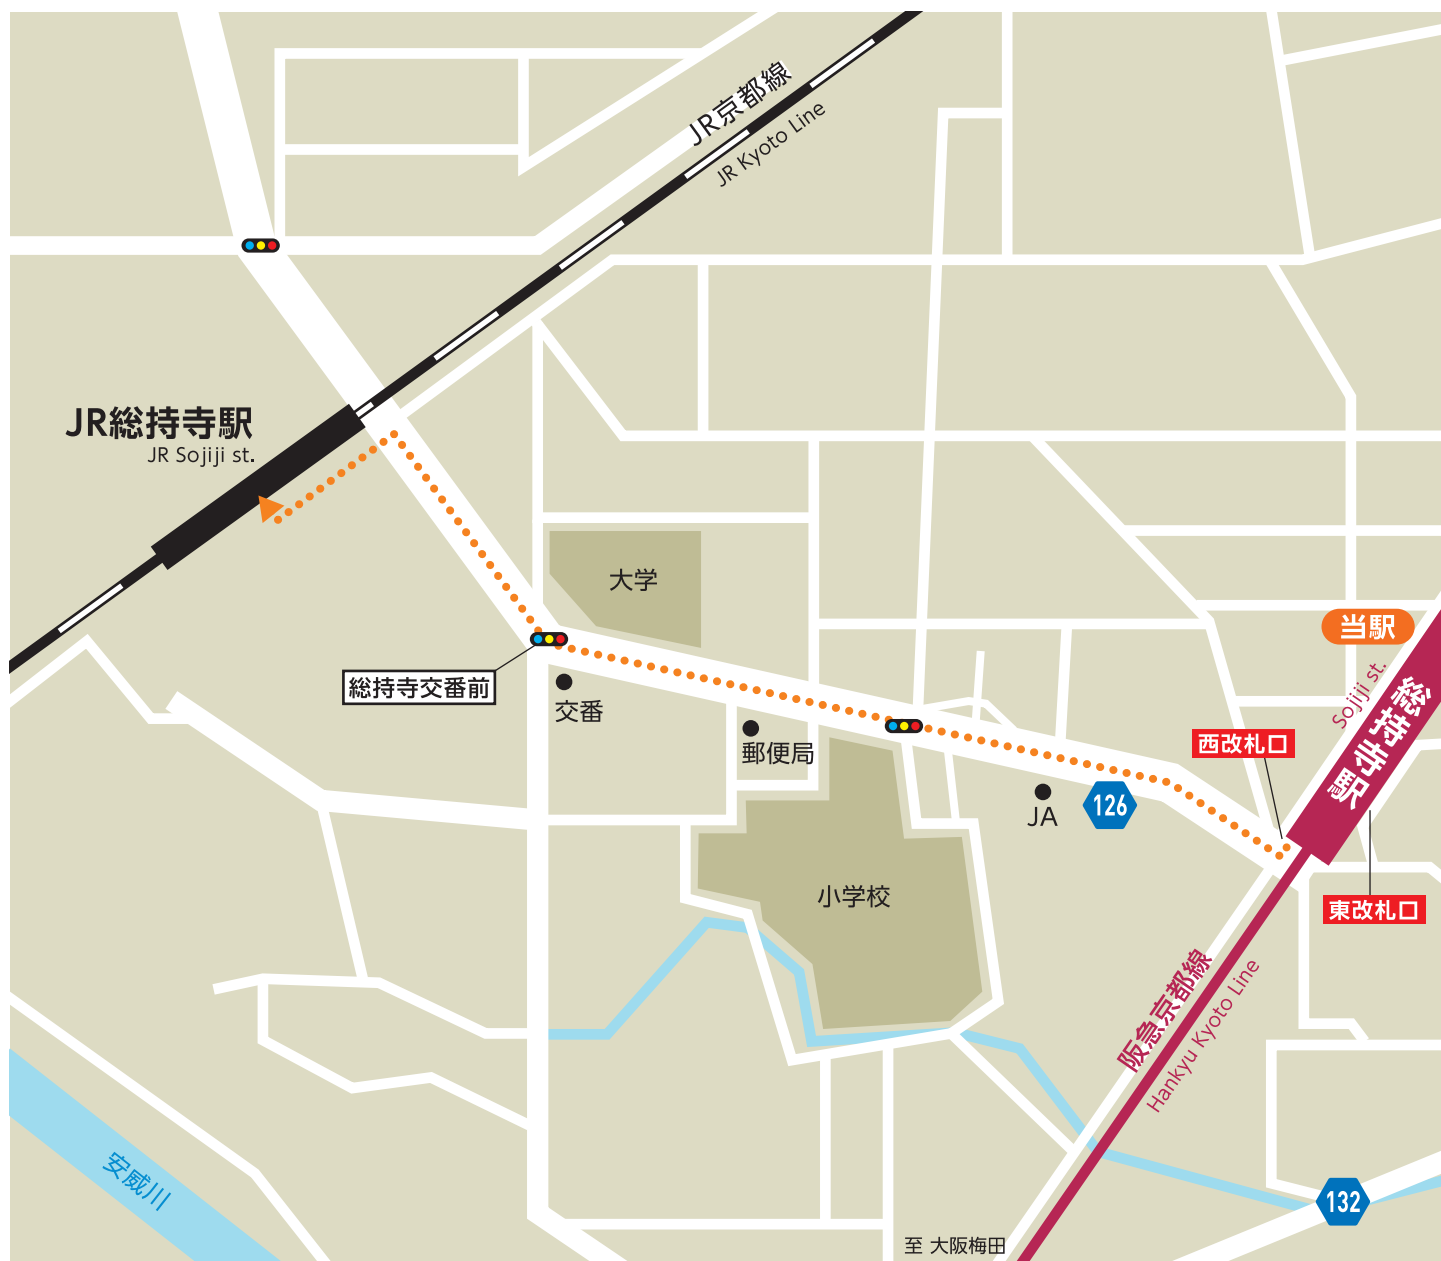 JR京都線
JR Kyoto Line
JR総持寺駅
JR Sojiji st.
大学
当駅
総持寺交番前
交番
Sojiji st.
総持寺駅
郵便局
西改札口
JA
126
小学校
東改札口
阪急京都線
Hankyu Kyoto Line
安威川
132
至 大阪梅田